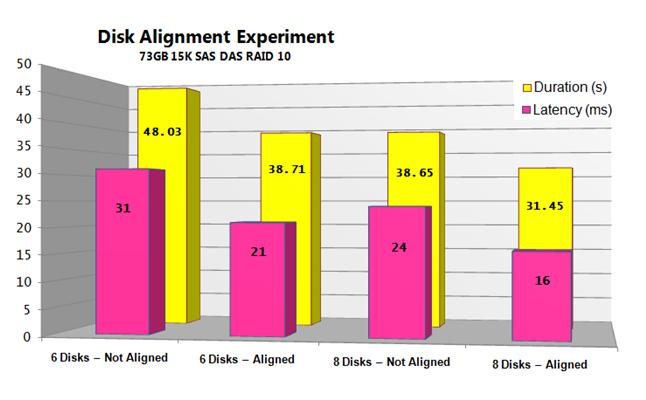 Disk Alignment Experiment
73GB 15K SAS DAS RAID 10
50
45
40
35
30
25
20
15
10
5
0
Duration (s)
Latency (ms)
48.03
38.71
38.65
31.45
31
21
24
16
6 Disks – Not Aligned
6 Disks – Aligned
8 Disks – Not Aligned
8 Disks – Aligned